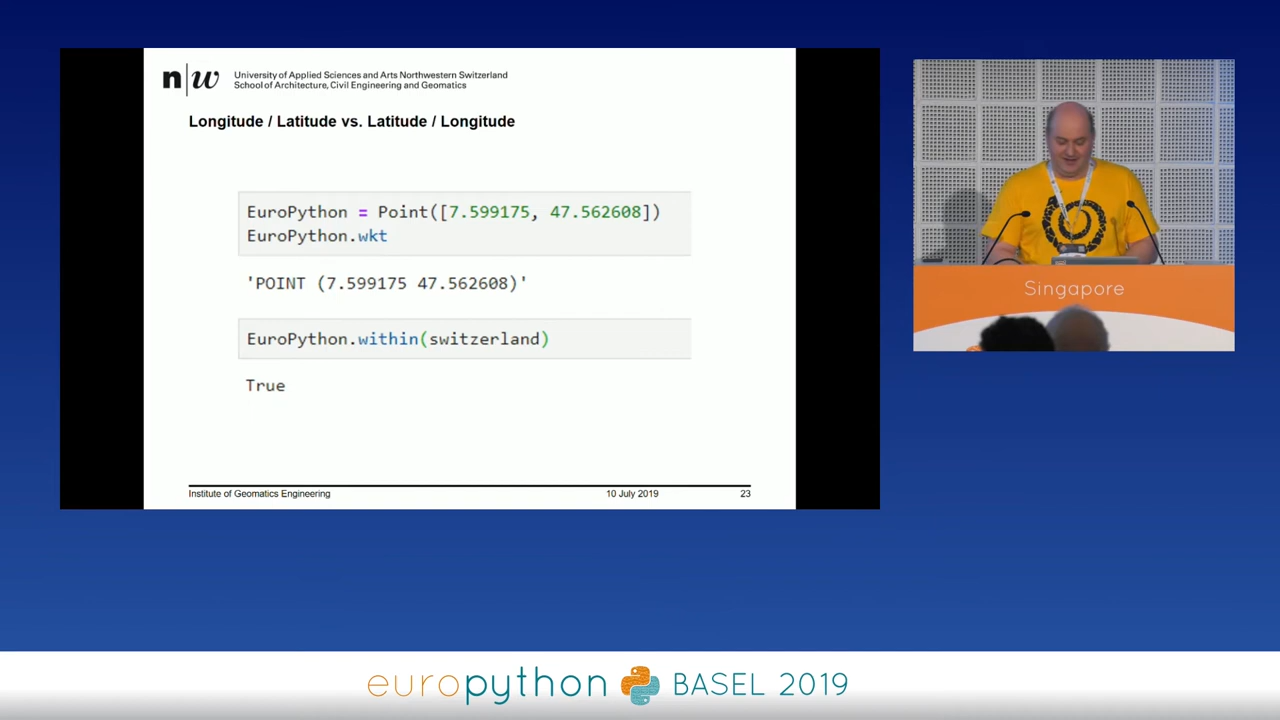 n|w University of Applied Sciences and Arts Northwestern Switzerland
School of Architecture, Civil Engineering and Geomatics
Longitude / Latitude vs. Latitude / Longitude
EuroPython = Point([7.599175, 47.562608])
EuroPython.wkt
'POINT (7.599175 47.562608)'
EuroPython.within(switzerland)
True
Institute of Geomatics Engineering 10 July 2019 23
Singapore
europython BASEL 2019